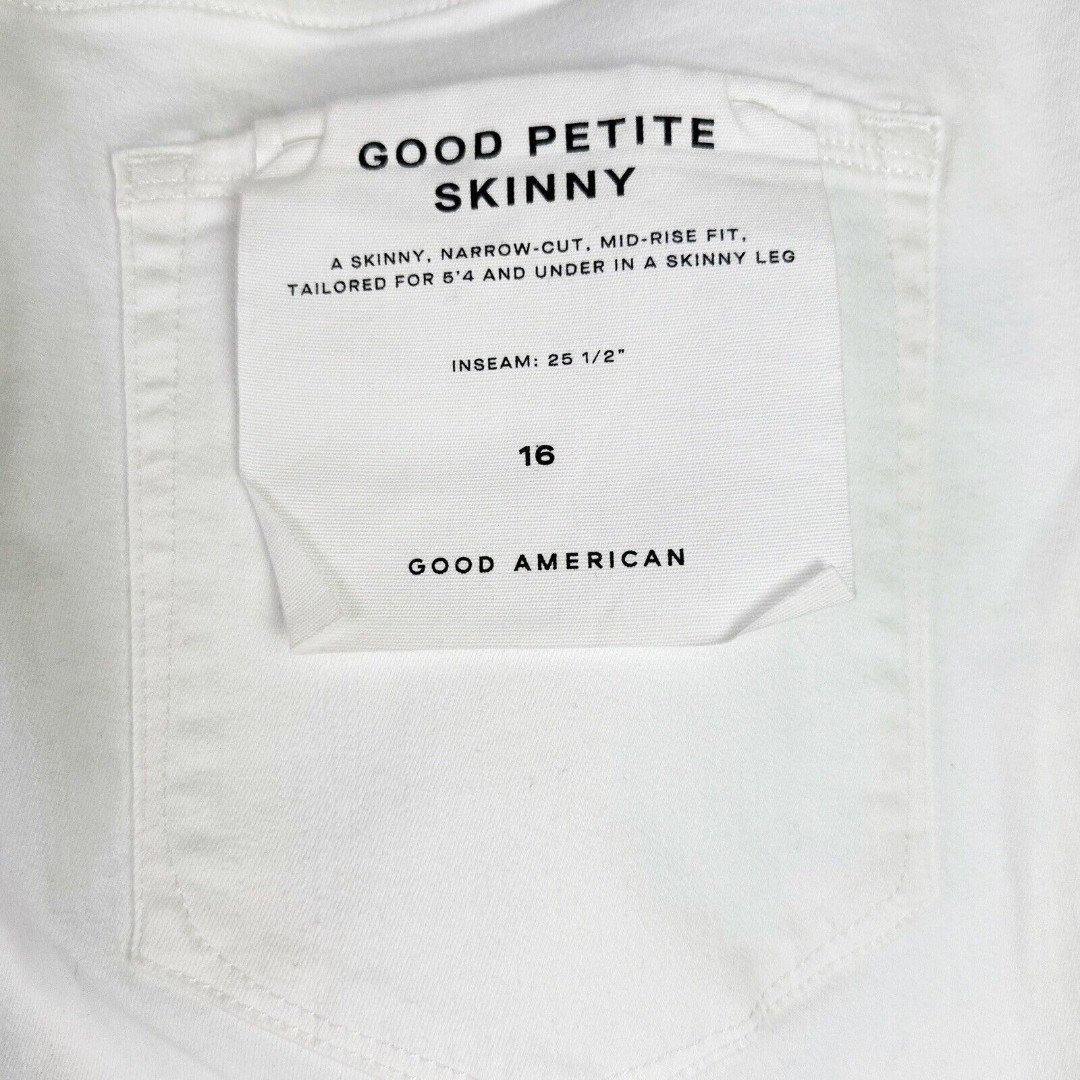 GOOD PETITE
SKINNY
A SKINNY, NARROW-CUT, MID-RISE FIT,
TAILORED FOR 5'4 AND UNDER IN A SKINNY LEG
INSEAM: 25 1/2"
16
GOOD AMERICAN